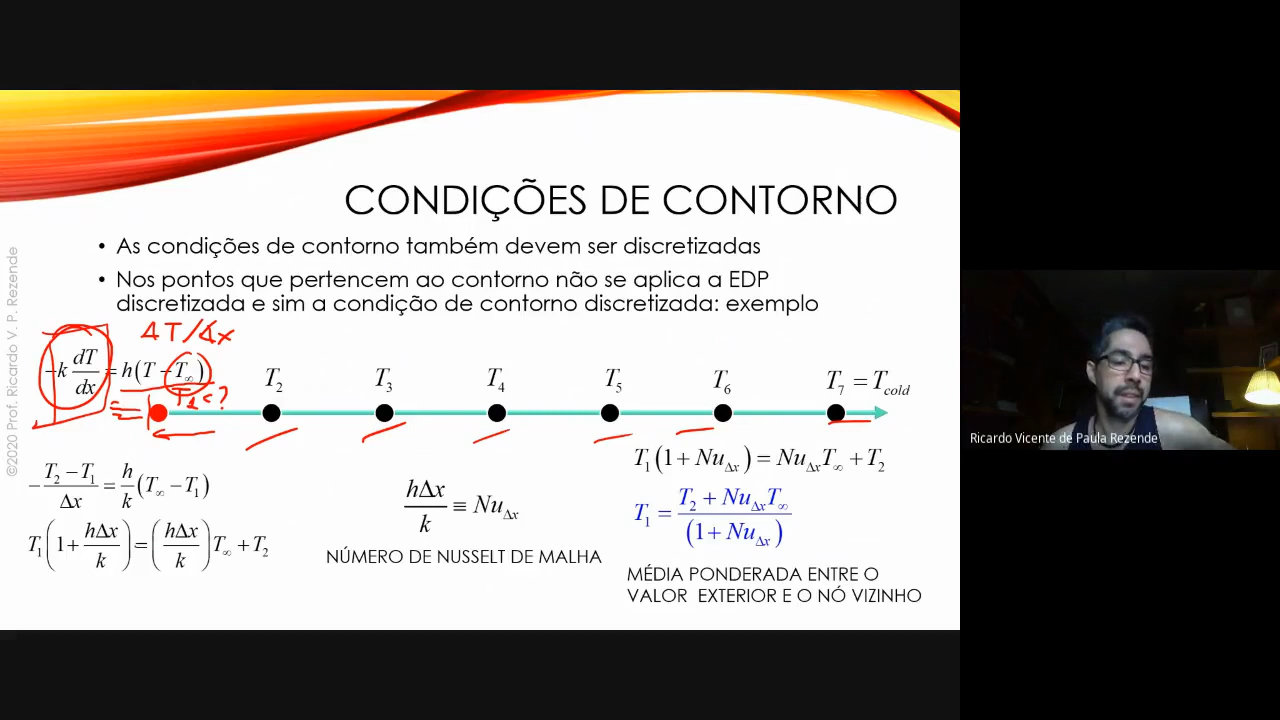 CONDIÇÕES DE CONTORNO
• As condições de contorno também devem ser discretizadas
• Nos pontos que pertencem ao contorno não se aplica a EDP
discretizada e sim a condição de contorno discretizada: exemplo
ΔT/Δx
-k dT/dx = h(T - T∞)
T1<?
T2 T3 T4 T5 T6 T7 = Tcold
-(T2 - T1)/Δx = h/k (T∞ - T1)
T1(1 + hΔx/k) = (hΔx/k)T∞ + T2
hΔx/k ≡ NuΔx
NÚMERO DE NUSSELT DE MALHA
T1(1 + NuΔx) = NuΔxT∞ + T2
T1 = (T2 + NuΔxT∞)/(1 + NuΔx)
MÉDIA PONDERADA ENTRE O
VALOR EXTERIOR E O NÓ VIZINHO
©2020 Prof. Ricardo V. P. Rezende
Ricardo Vicente de Paula Rezende